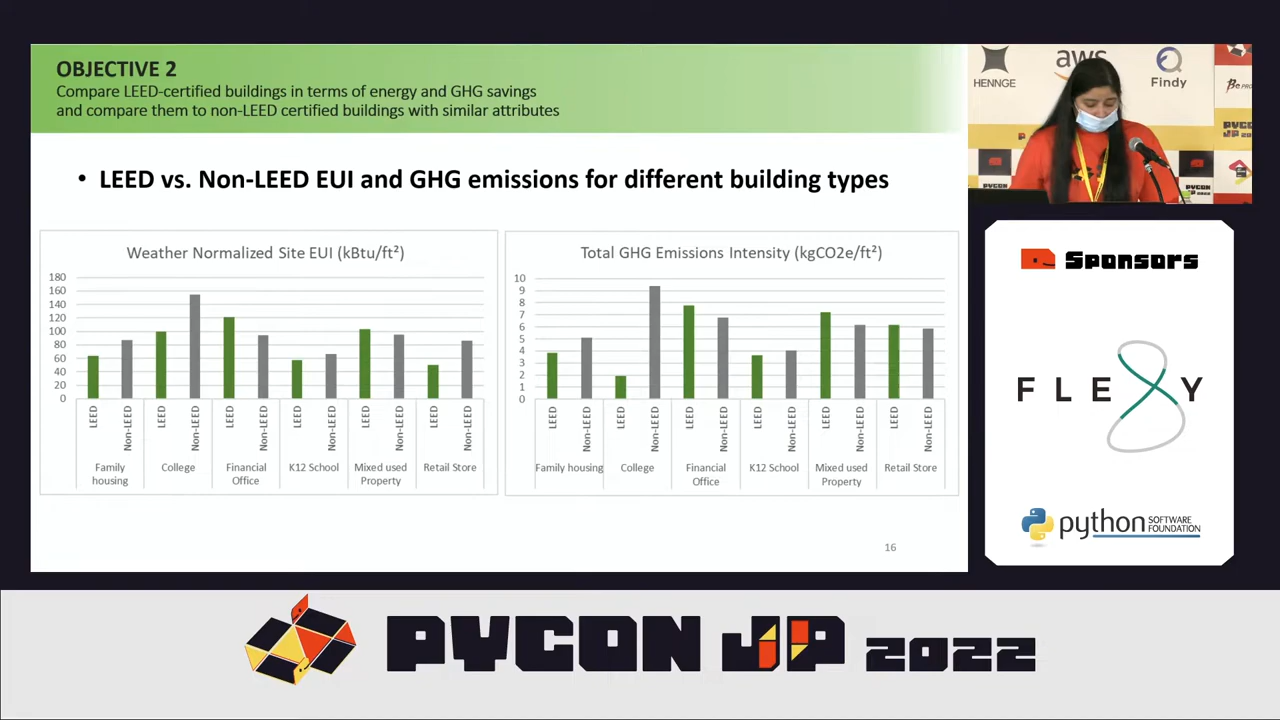 OBJECTIVE 2
Compare LEED-certified buildings in terms of energy and GHG savings
and compare them to non-LEED certified buildings with similar attributes
• LEED vs. Non-LEED EUI and GHG emissions for different building types
Weather Normalized Site EUI (kBtu/ft²)
180
160
140
120
100
80
60
40
20
0
LEED
Non-LEED
LEED
Non-LEED
LEED
Non-LEED
LEED
Non-LEED
LEED
Non-LEED
LEED
Non-LEED
Family housing
College
Financial Office
K12 School
Mixed used Property
Retail Store
Total GHG Emissions Intensity (kgCO2e/ft²)
10
9
8
7
6
5
4
3
2
1
0
LEED
Non-LEED
LEED
Non-LEED
LEED
Non-LEED
LEED
Non-LEED
LEED
Non-LEED
LEED
Non-LEED
Family housing
College
Financial Office
K12 School
Mixed used Property
Retail Store
16
HENNGE
aws
Findy
PYCON
JP 2022
Sponsors
FLEXY
python
SOFTWARE
FOUNDATION
PYCON JP 2022